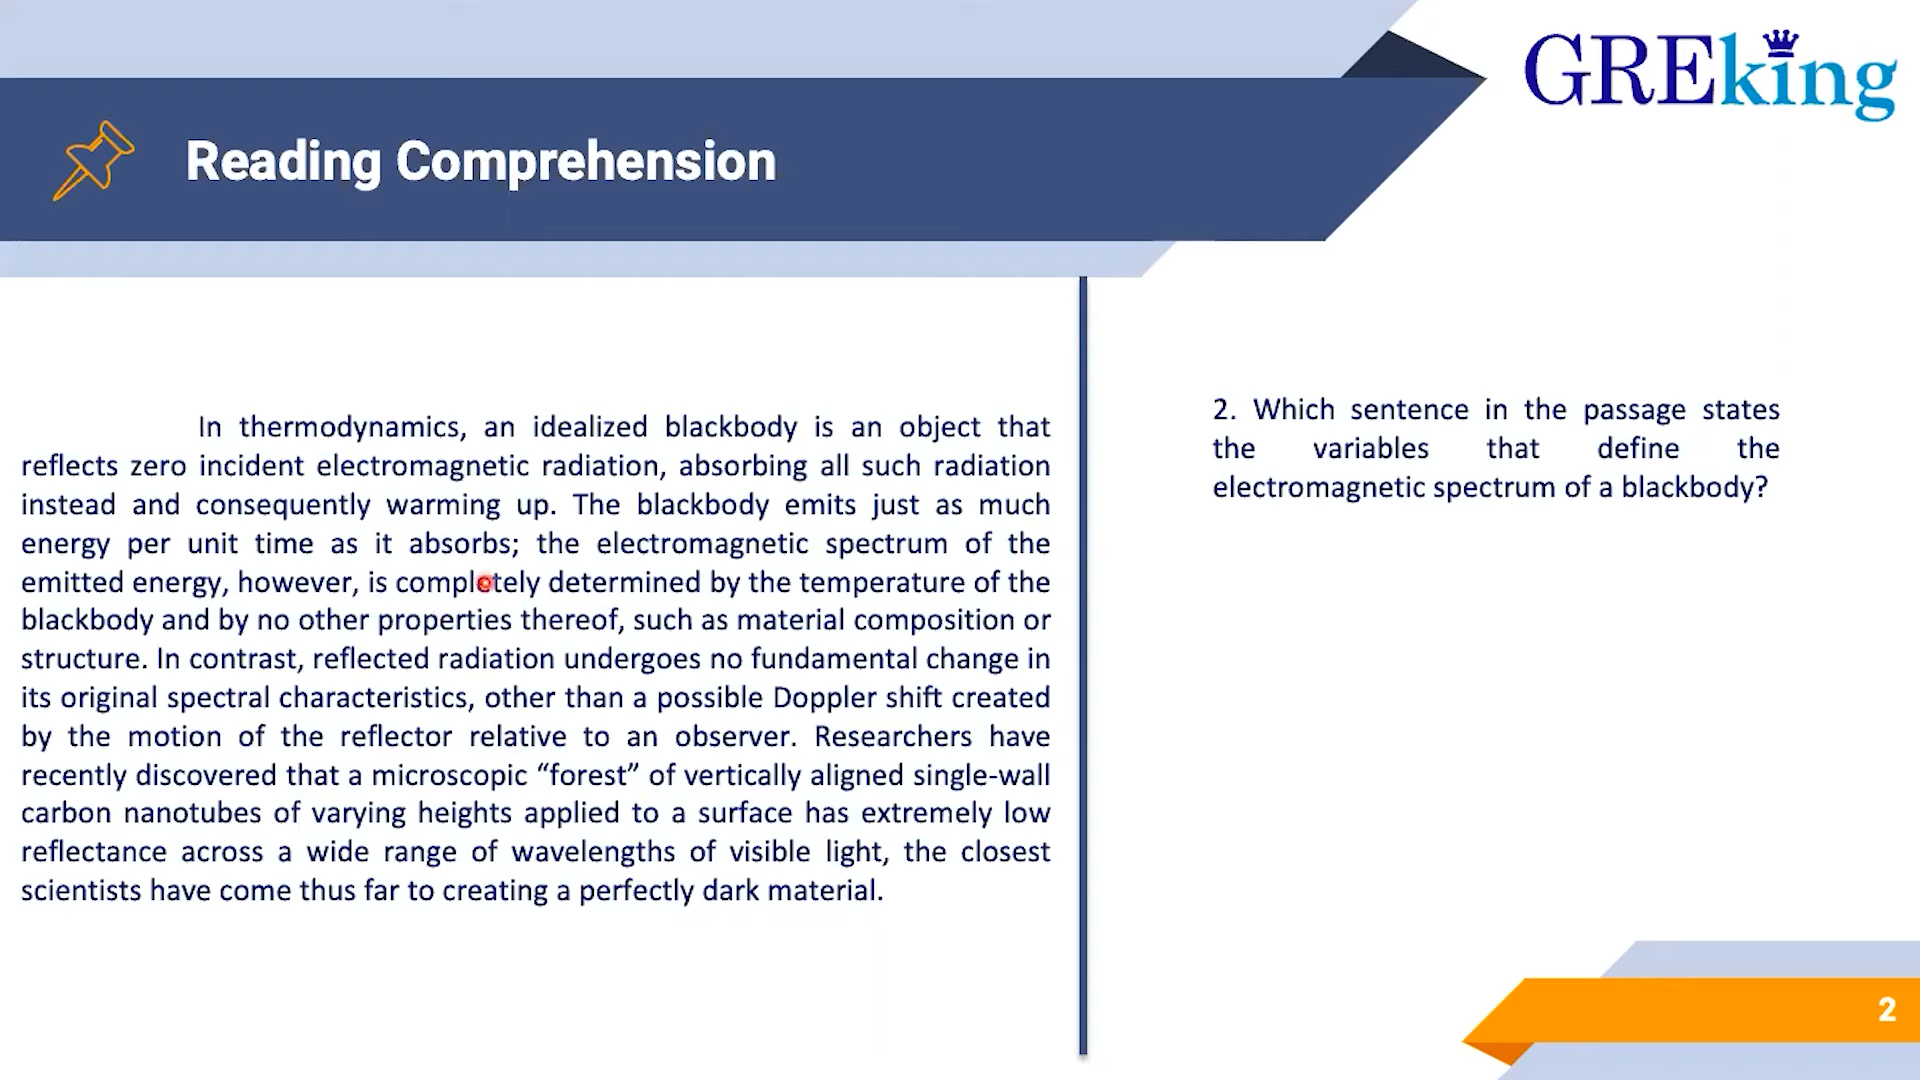 GREking
Reading Comprehension
In thermodynamics, an idealized blackbody is an object that
reflects zero incident electromagnetic radiation, absorbing all such radiation
instead and consequently warming up. The blackbody emits just as much
energy per unit time as it absorbs; the electromagnetic spectrum of the
emitted energy, however, is completely determined by the temperature of the
blackbody and by no other properties thereof, such as material composition or
structure. In contrast, reflected radiation undergoes no fundamental change in
its original spectral characteristics, other than a possible Doppler shift created
by the motion of the reflector relative to an observer. Researchers have
recently discovered that a microscopic “forest” of vertically aligned single-wall
carbon nanotubes of varying heights applied to a surface has extremely low
reflectance across a wide range of wavelengths of visible light, the closest
scientists have come thus far to creating a perfectly dark material.
2. Which sentence in the passage states
the variables that define the
electromagnetic spectrum of a blackbody?
2